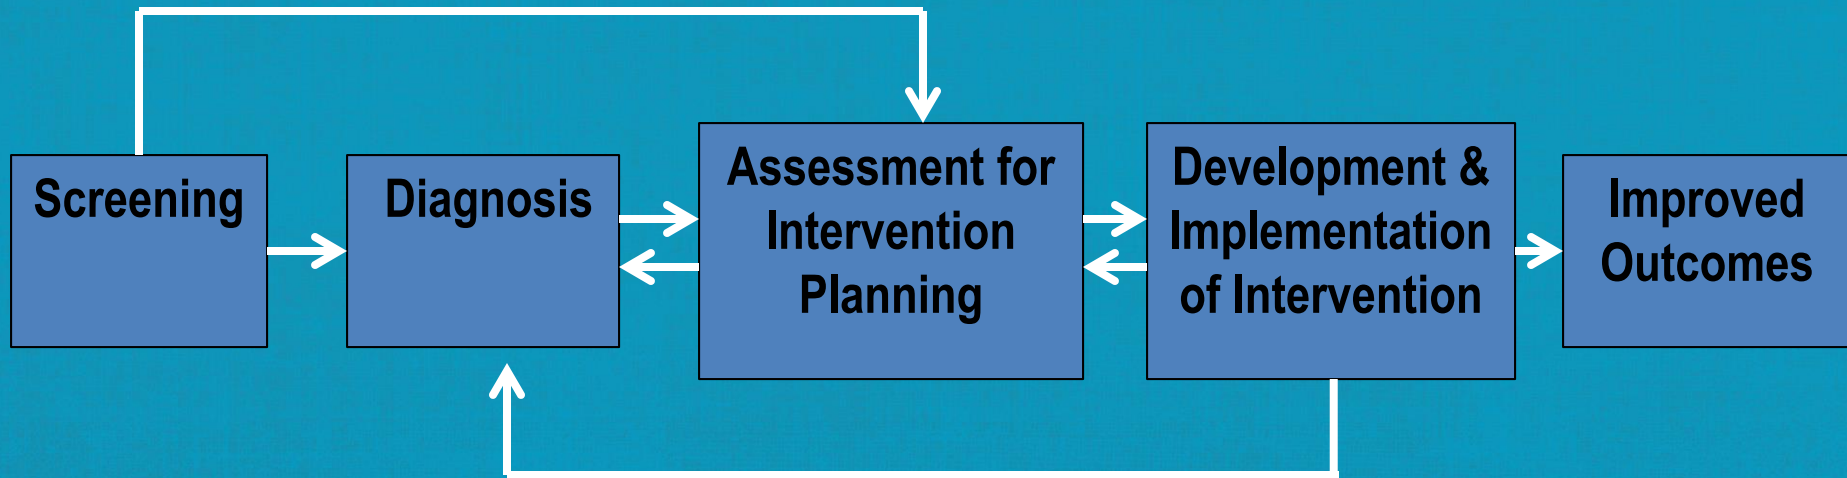 Screening
Diagnosis
Assessment for
Intervention
Planning
Development &
Implementation
of Intervention
Improved
Outcomes